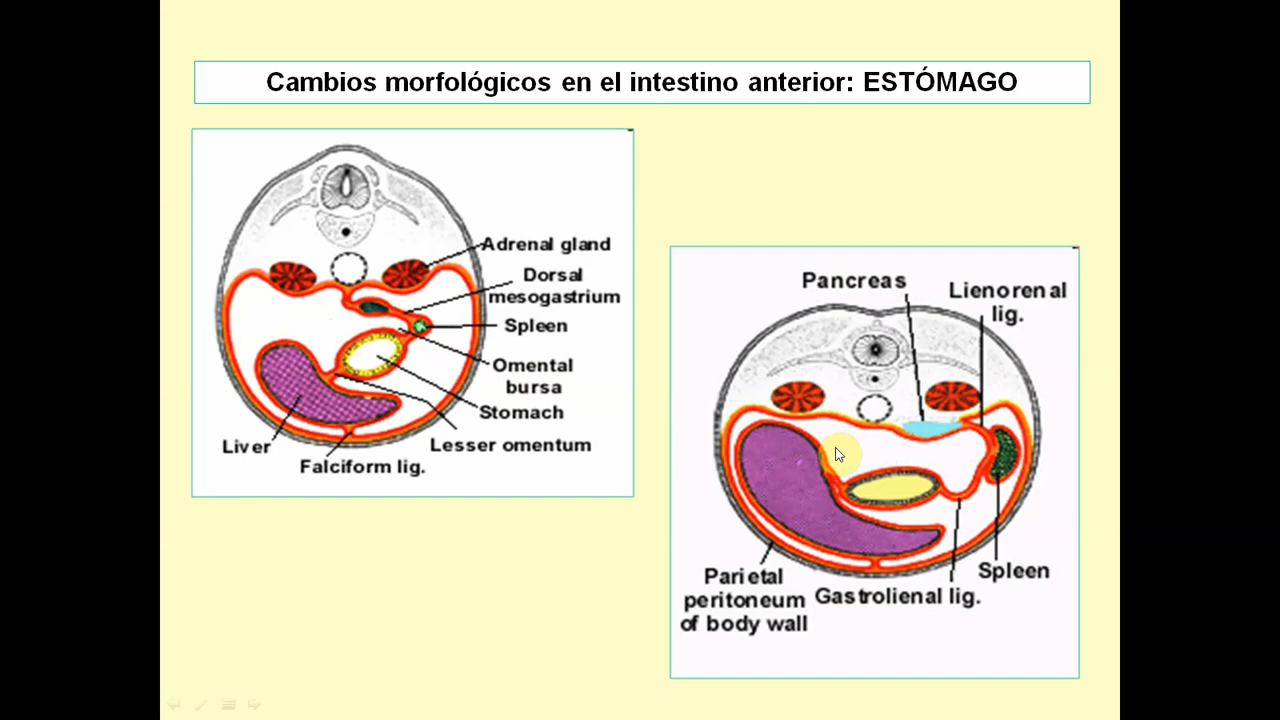 Cambios morfológicos en el intestino anterior: ESTÓMAGO
Adrenal gland
Dorsal
mesogastrium
Spleen
Omental
bursa
Stomach
Lesser omentum
Liver
Falciform lig.
Pancreas
Lienorenal
lig.
Parietal
peritoneum
of body wall
Gastrolienal lig.
Spleen